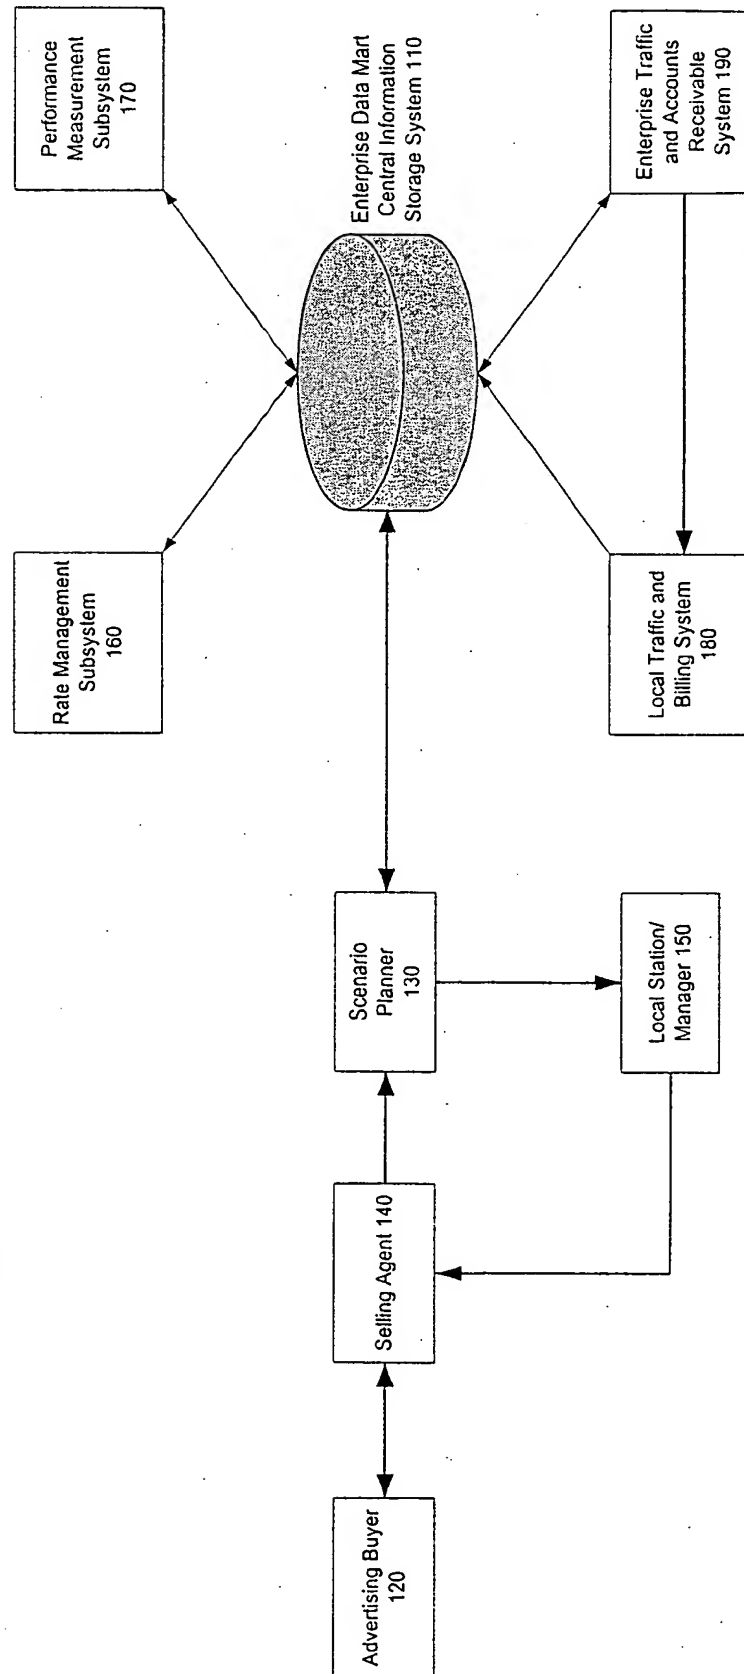 Performance
Measurement
Subsystem
170
Rate Management
Subsystem
160
Enterprise Data Mart
Central Information
Storage System 110
Enterprise Traffic
and Accounts
Receivable
System 190
Local Traffic and
Billing System
180
Scenario
Planner
130
Local Station/
Manager 150
Selling Agent 140
Advertising Buyer
120